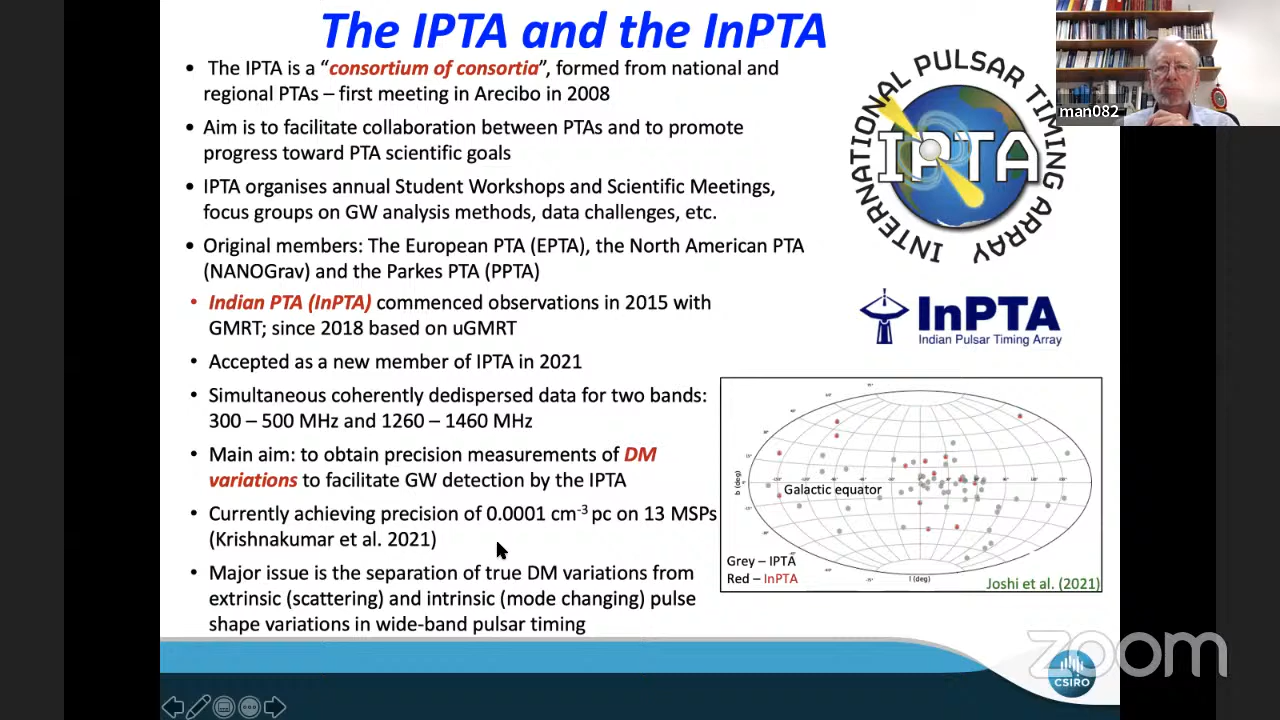 The IPTA and the InPTA
• The IPTA is a “consortium of consortia”, formed from national and
regional PTAs – first meeting in Arecibo in 2008
• Aim is to facilitate collaboration between PTAs and to promote
progress toward PTA scientific goals
• IPTA organises annual Student Workshops and Scientific Meetings,
focus groups on GW analysis methods, data challenges, etc.
• Original members: The European PTA (EPTA), the North American PTA
(NANOGrav) and the Parkes PTA (PPTA)
• Indian PTA (InPTA) commenced observations in 2015 with
GMRT; since 2018 based on uGMRT
• Accepted as a new member of IPTA in 2021
• Simultaneous coherently dedispersed data for two bands:
300 – 500 MHz and 1260 – 1460 MHz
• Main aim: to obtain precision measurements of DM
variations to facilitate GW detection by the IPTA
• Currently achieving precision of 0.0001 cm⁻³ pc on 13 MSPs
(Krishnakumar et al. 2021)
• Major issue is the separation of true DM variations from
extrinsic (scattering) and intrinsic (mode changing) pulse
shape variations in wide-band pulsar timing
INTERNATIONAL PULSAR TIMING ARRAY
IPTA
man082
InPTA
Indian Pulsar Timing Array
b (deg)
Galactic equator
l (deg)
Grey – IPTA
Red – InPTA
Joshi et al. (2021)
zoom
CSIRO